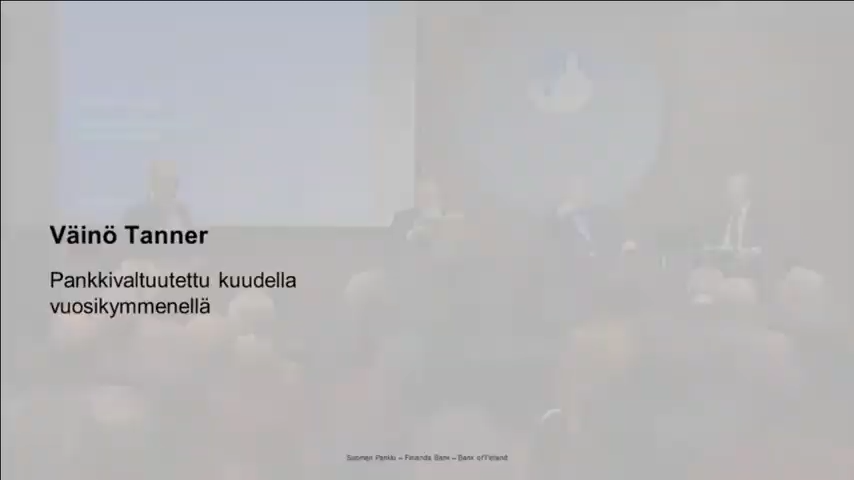 Väinö Tanner
Pankkivaltuutettu kuudella
vuosikymmenellä
Suomen Pankki – Finlands Bank – Bank of Finland